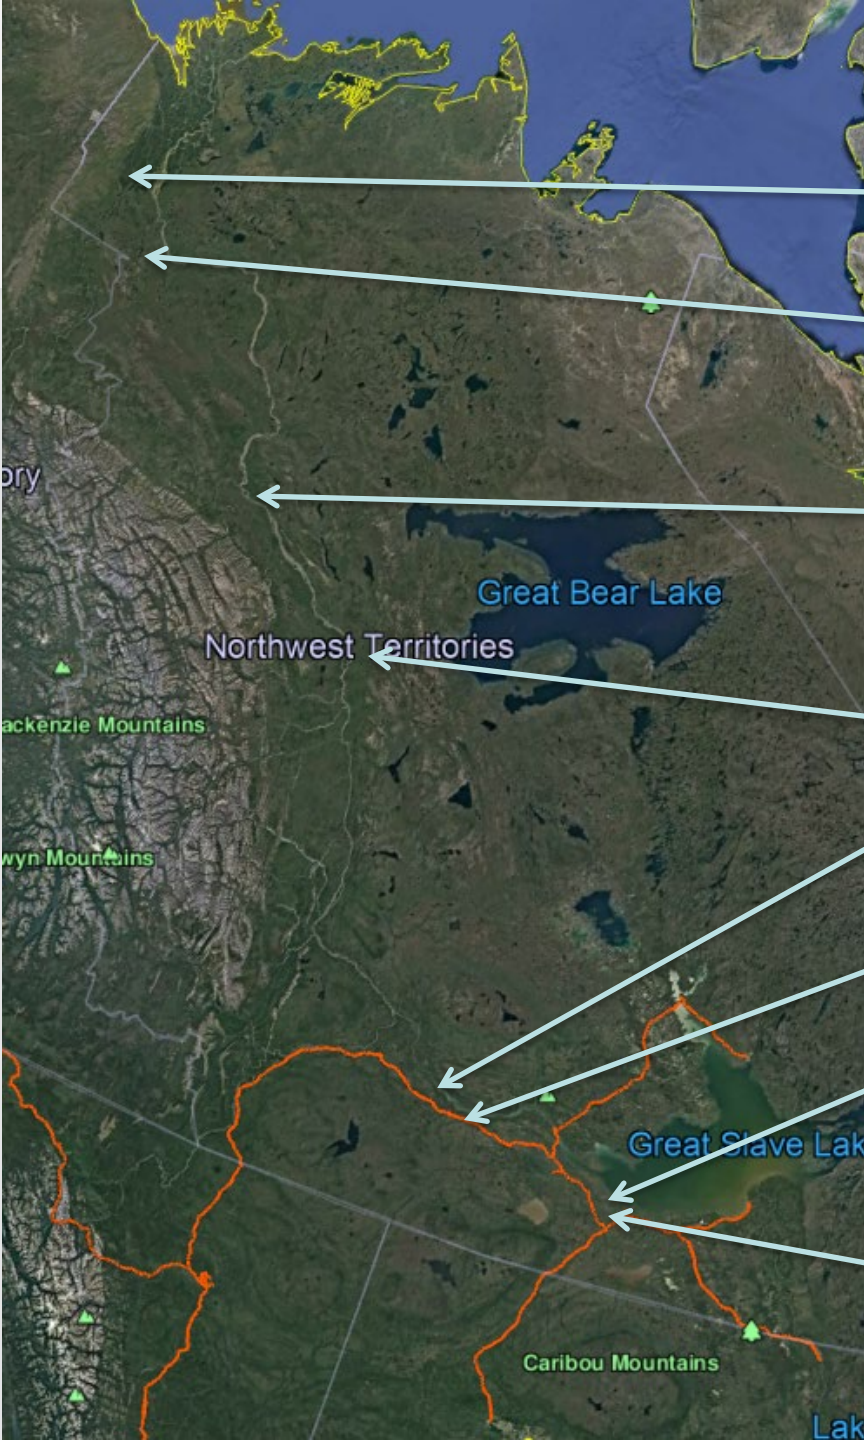 ory
Great Bear Lake
Northwest Territories
ackenzie Mountains
wyn Mountains
Great Slave Lak
Caribou Mountains
Lak